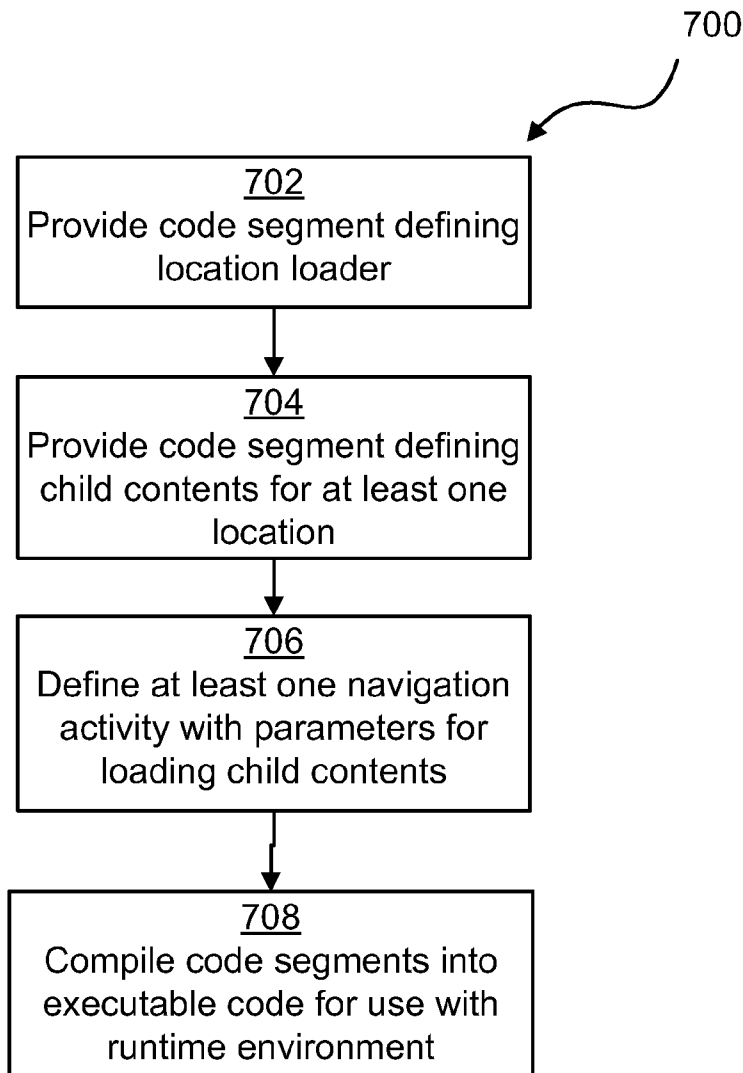 700
702
Provide code segment defining
location loader
704
Provide code segment defining
child contents for at least one
location
706
Define at least one navigation
activity with parameters for
loading child contents
708
Compile code segments into
executable code for use with
runtime environment